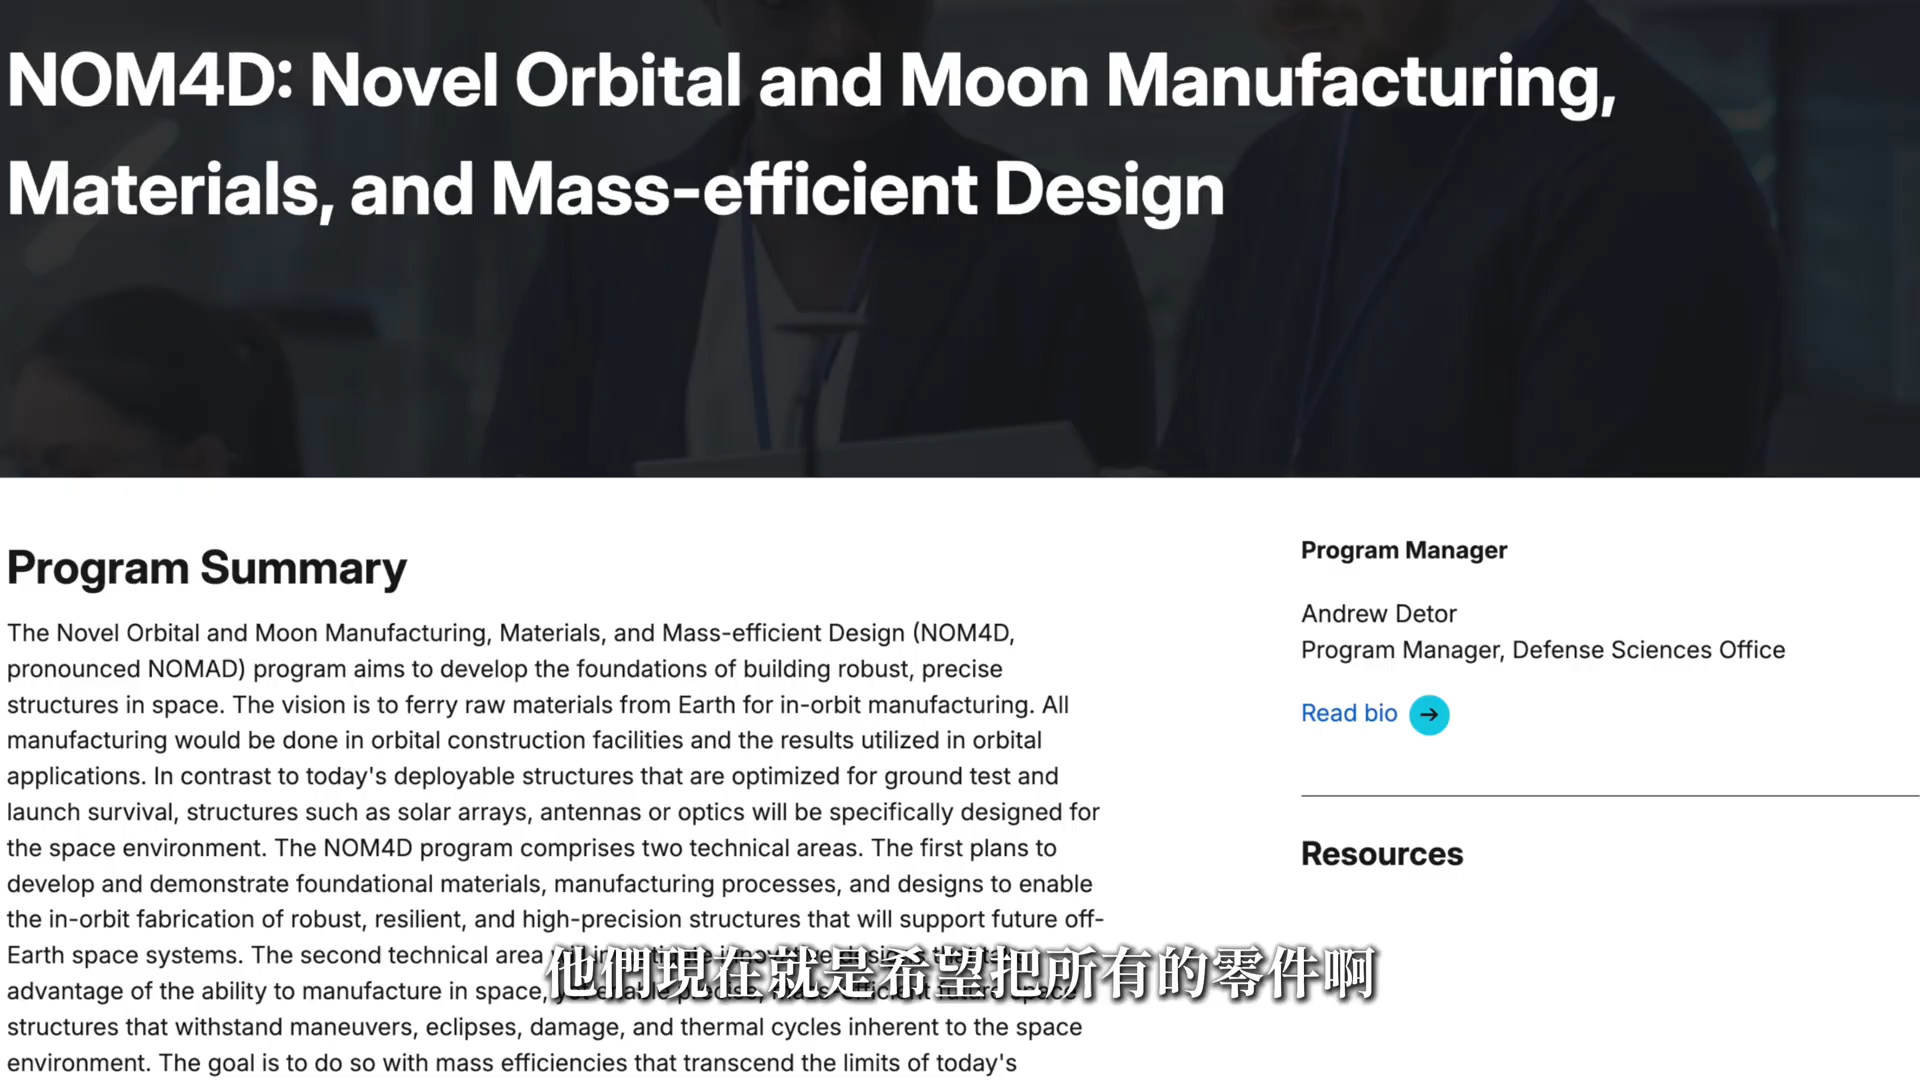 NOM4D: Novel Orbital and Moon Manufacturing,
Materials, and Mass-efficient Design
Program Summary
The Novel Orbital and Moon Manufacturing, Materials, and Mass-efficient Design (NOM4D,
pronounced NOMAD) program aims to develop the foundations of building robust, precise
structures in space. The vision is to ferry raw materials from Earth for in-orbit manufacturing. All
manufacturing would be done in orbital construction facilities and the results utilized in orbital
applications. In contrast to today's deployable structures that are optimized for ground test and
launch survival, structures such as solar arrays, antennas or optics will be specifically designed for
the space environment. The NOM4D program comprises two technical areas. The first plans to
develop and demonstrate foundational materials, manufacturing processes, and designs to enable
the in-orbit fabrication of robust, resilient, and high-precision structures that will support future off-
Earth space systems. The second technical area
advantage of the ability to manufacture in space,
structures that withstand maneuvers, eclipses, damage, and thermal cycles inherent to the space
environment. The goal is to do so with mass efficiencies that transcend the limits of today's
Program Manager
Andrew Detor
Program Manager, Defense Sciences Office
Read bio
Resources
他們現在就是希望把所有的零件啊